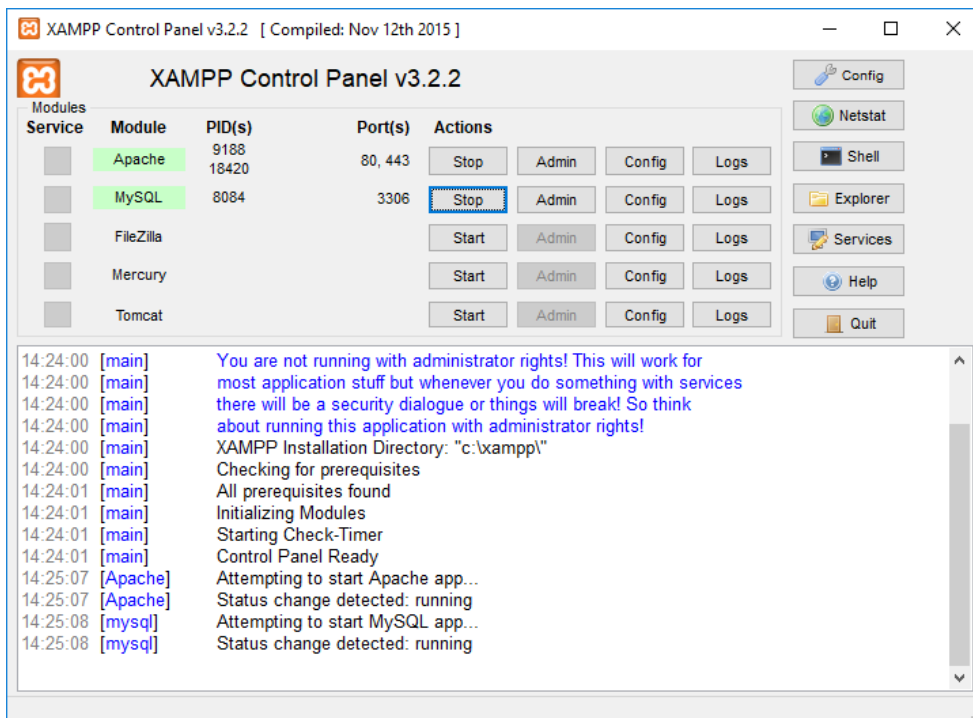 XAMPP Control Panel v3.2.2 [ Compiled: Nov 12th 2015 ]
XAMPP Control Panel v3.2.2
Config
Modules
Service Module PID(s) Port(s) Actions
Netstat
Apache 9188 18420 80, 443 Stop Admin Config Logs
Shell
MySQL 8084 3306 Stop Admin Config Logs
Explorer
FileZilla Start Admin Config Logs
Services
Mercury Start Admin Config Logs
Help
Tomcat Start Admin Config Logs
Quit
14:24:00 [main] You are not running with administrator rights! This will work for
14:24:00 [main] most application stuff but whenever you do something with services
14:24:00 [main] there will be a security dialogue or things will break! So think
14:24:00 [main] about running this application with administrator rights!
14:24:00 [main] XAMPP Installation Directory: "c:\xampp\"
14:24:00 [main] Checking for prerequisites
14:24:01 [main] All prerequisites found
14:24:01 [main] Initializing Modules
14:24:01 [main] Starting Check-Timer
14:24:01 [main] Control Panel Ready
14:25:07 [Apache] Attempting to start Apache app...
14:25:07 [Apache] Status change detected: running
14:25:08 [mysql] Attempting to start MySQL app...
14:25:08 [mysql] Status change detected: running